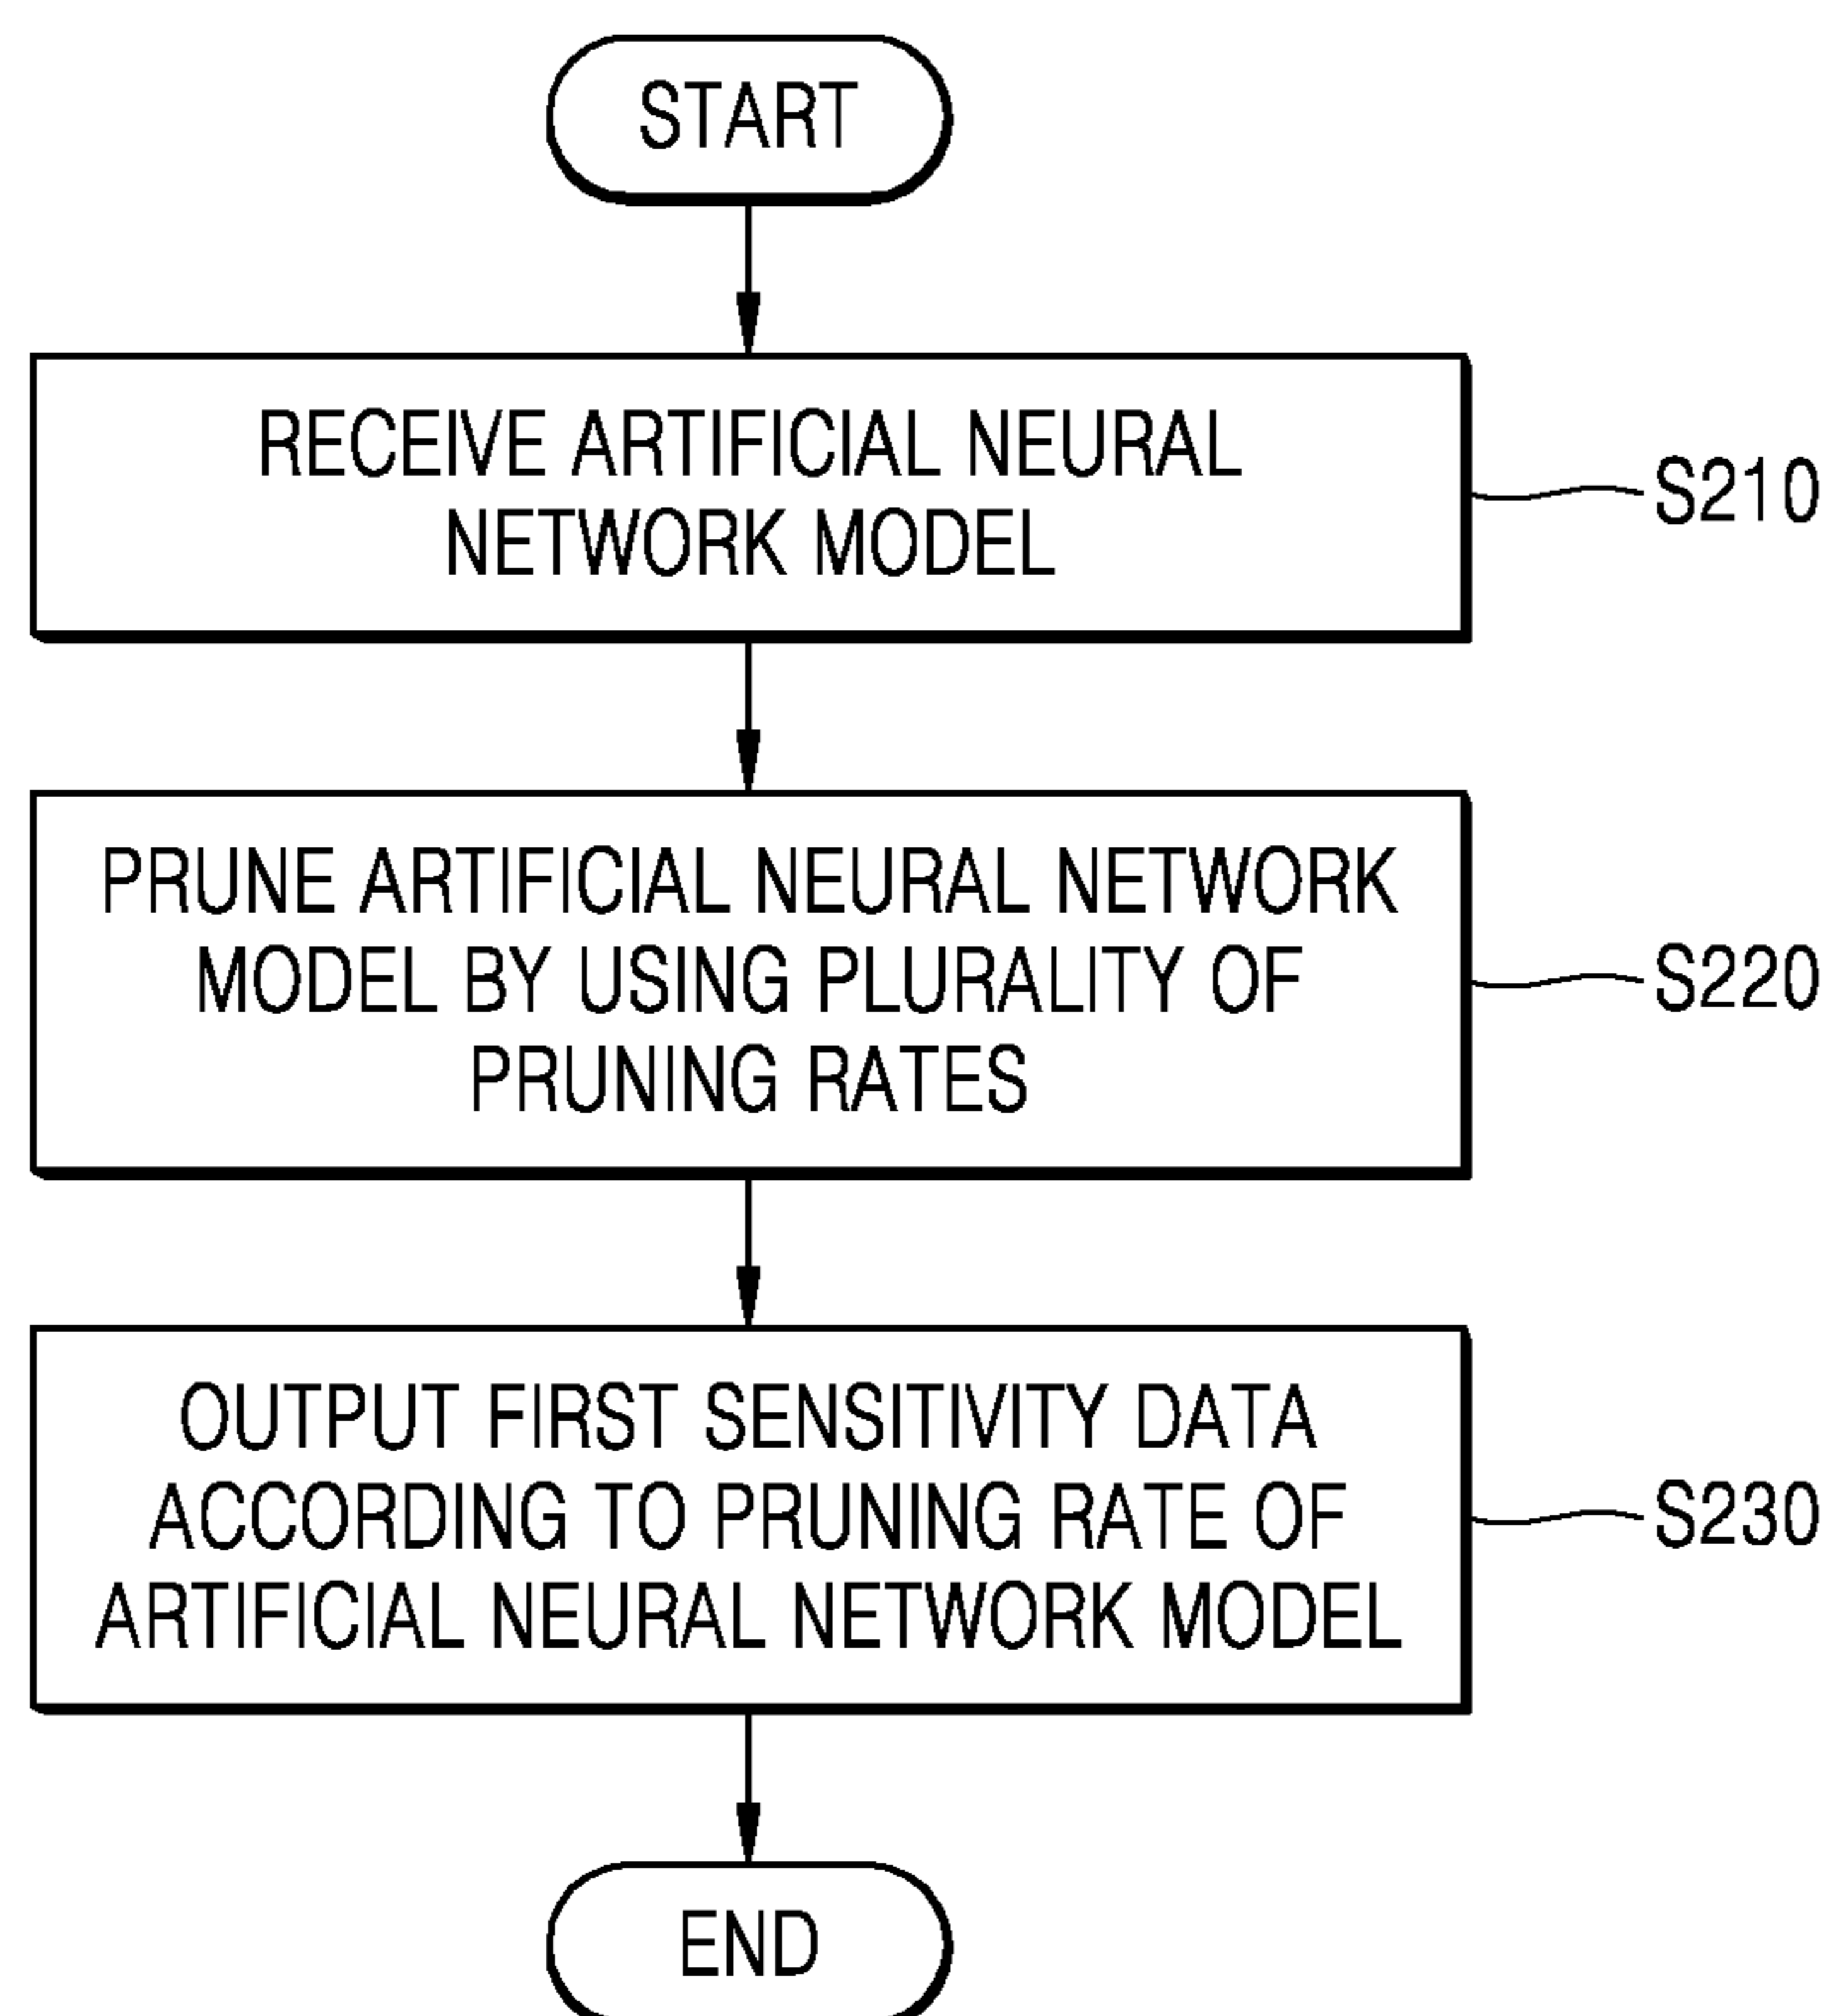 START
RECEIVE ARTIFICIAL NEURAL
NETWORK MODEL
S210
PRUNE ARTIFICIAL NEURAL NETWORK
MODEL BY USING PLURALITY OF
PRUNING RATES
S220
OUTPUT FIRST SENSITIVITY DATA
ACCORDING TO PRUNING RATE OF
ARTIFICIAL NEURAL NETWORK MODEL
S230
END